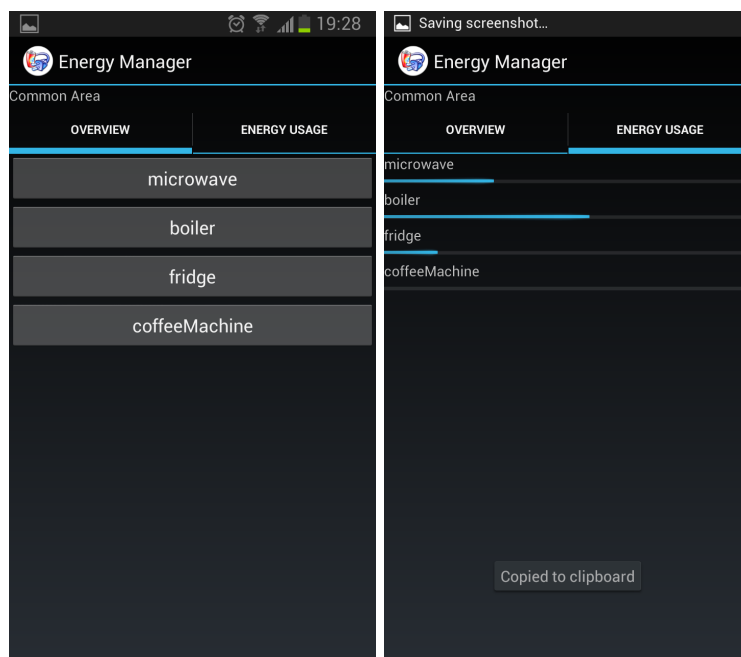 19:28
Energy Manager
Common Area
OVERVIEW ENERGY USAGE
microwave
boiler
fridge
coffeeMachine
Saving screenshot...
Energy Manager
Common Area
OVERVIEW ENERGY USAGE
microwave
boiler
fridge
coffeeMachine
Copied to clipboard